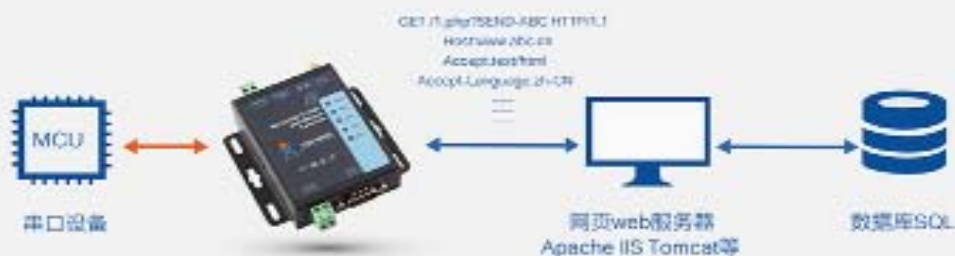 GET /1.php?SEND-ABC HTTP/1.1
Host:www.abc.cn
Accept:text/html
Accept-Language:zh-CN
MCU
串口设备
网页web服务器
Apache IIS Tomcat等
数据库SQL